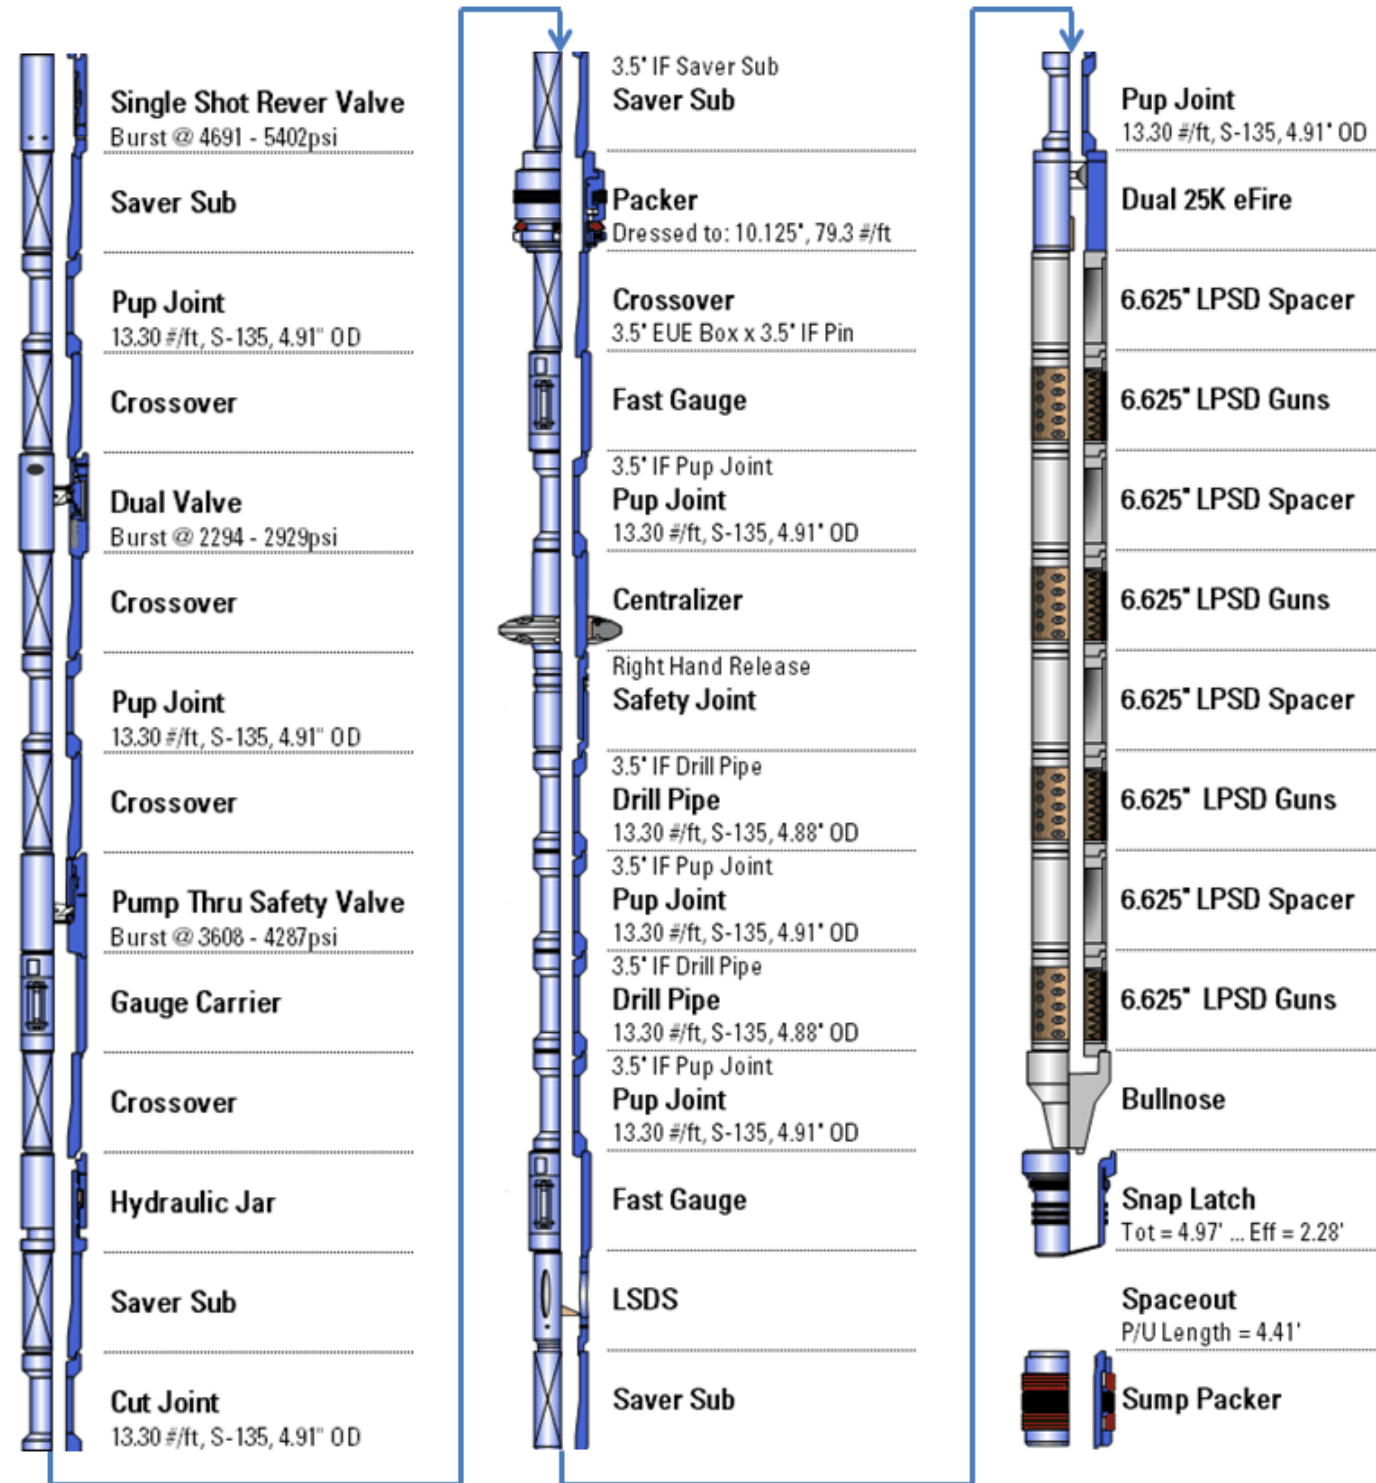 Single Shot Rever Valve
Burst @ 4691 - 5402psi
Saver Sub
Pup Joint
13.30 #/ft, S-135, 4.91" OD
Crossover
Dual Valve
Burst @ 2294 - 2929psi
Crossover
Pup Joint
13.30 #/ft, S-135, 4.91" OD
Crossover
Pump Thru Safety Valve
Burst @ 3608 - 4287psi
Gauge Carrier
Crossover
Hydraulic Jar
Saver Sub
Cut Joint
13.30 #/ft, S-135, 4.91" OD
3.5" IF Saver Sub
Saver Sub
Packer
Dressed to: 10.125", 79.3 #/ft
Crossover
3.5" EUE Box x 3.5" IF Pin
Fast Gauge
3.5" IF Pup Joint
Pup Joint
13.30 #/ft, S-135, 4.91" OD
Centralizer
Right Hand Release
Safety Joint
3.5" IF Drill Pipe
Drill Pipe
13.30 #/ft, S-135, 4.88" OD
3.5" IF Pup Joint
Pup Joint
13.30 #/ft, S-135, 4.91" OD
3.5" IF Drill Pipe
Drill Pipe
13.30 #/ft, S-135, 4.88" OD
3.5" IF Pup Joint
Pup Joint
13.30 #/ft, S-135, 4.91" OD
Fast Gauge
LSDS
Saver Sub
Pup Joint
13.30 #/ft, S-135, 4.91" OD
Dual 25K eFire
6.625" LPSD Spacer
6.625" LPSD Guns
6.625" LPSD Spacer
6.625" LPSD Guns
6.625" LPSD Spacer
6.625" LPSD Guns
6.625" LPSD Spacer
6.625" LPSD Guns
Bullnose
Snap Latch
Tot = 4.97' ... Eff = 2.28'
Spaceout
P/U Length = 4.41'
Sump Packer